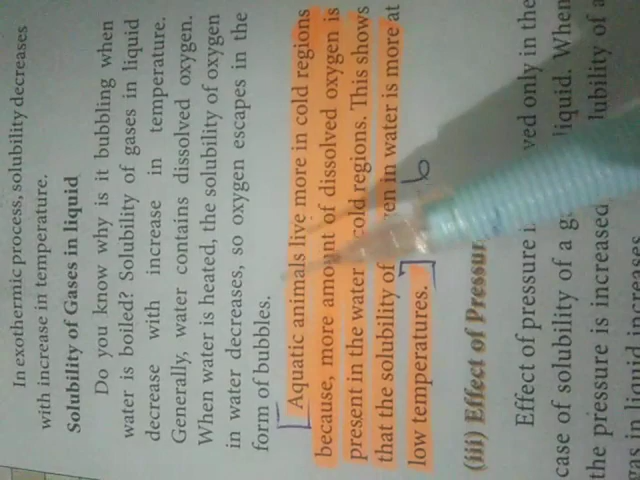 In exothermic process, solubility decreases
with increase in temperature.
Solubility of Gases in liquid
Do you know why is it bubbling when
water is boiled? Solubility of gases in liquid
decrease with increase in temperature.
Generally, water contains dissolved oxygen.
When water is heated, the solubility of oxygen
in water decreases, so oxygen escapes in the
form of bubbles.
Aquatic animals live more in cold regions
because, more amount of dissolved oxygen is
present in the water cold regions. This shows
that the solubility of in water is more at
low temperatures.
b
(iii) Effect of Pressur
Effect of pressure i ved only in the
case of solubility of a g liquid. When
the pressure is increased lubility of a
gas in liquid increases